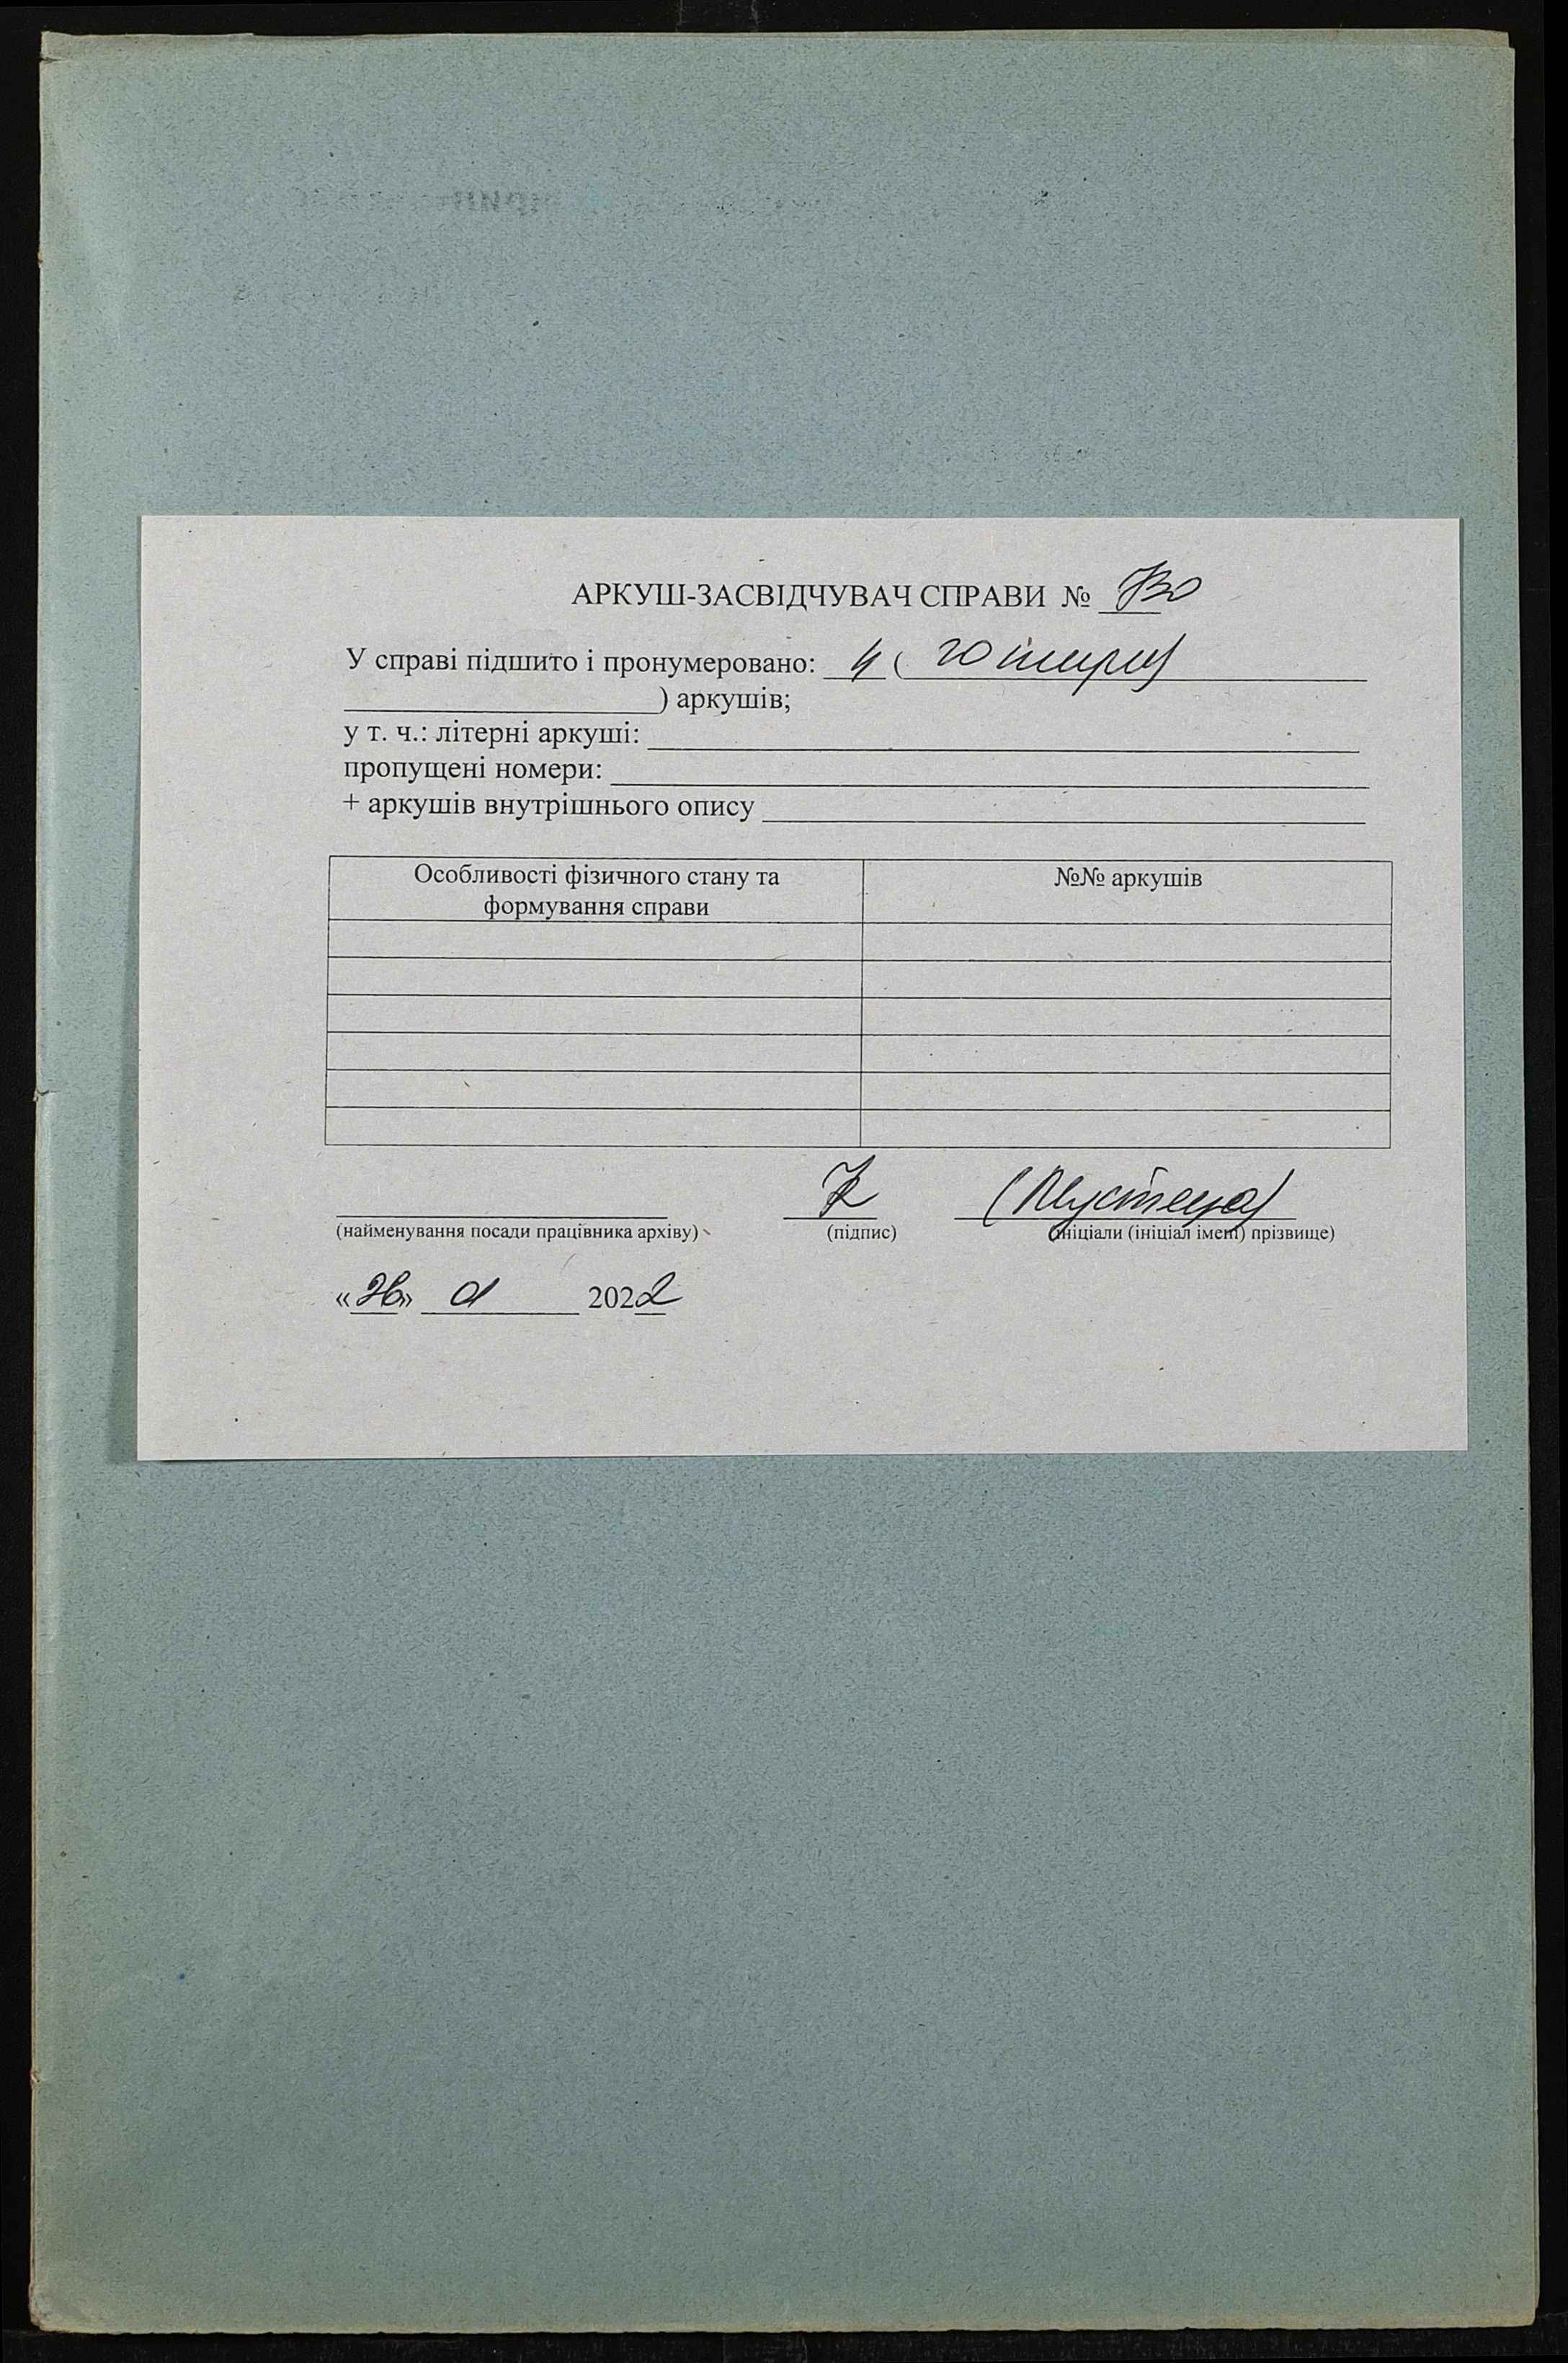 АРКУШ-ЗАСВІДЧУВАЧ СПРАВИ №
У справі підшито і пронумеровано: 4 ( чотири)
) аркушів;
у т. ч.: літерні аркуші:
пропущені номери:
+ аркушів внутрішнього опису
Особливості фізичного стану та
формування справи
№№ аркушів
(найменування посади працівника архіву)
(підпис)
(ініціали (ініціал імені) прізвище)
«26» 01 2022